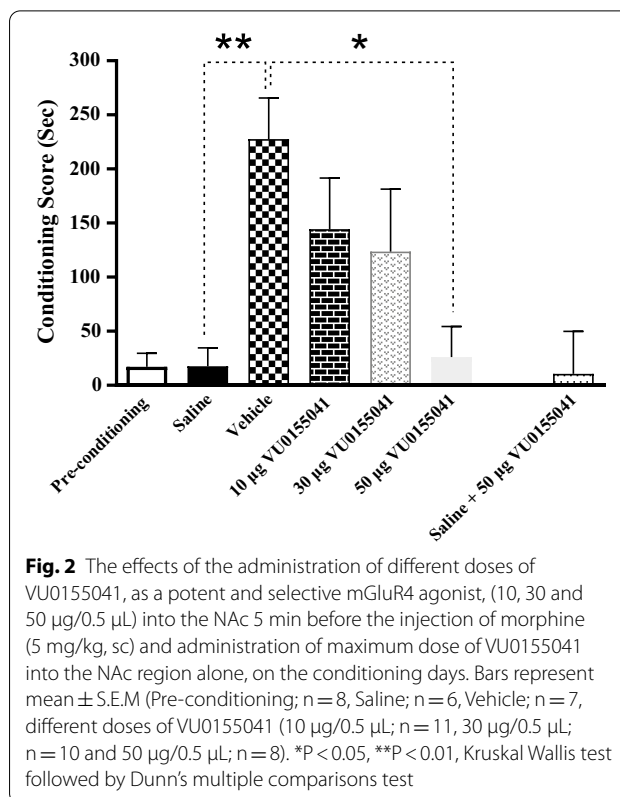 ** *
300
250
200
150
100
50
0
Conditioning Score (Sec)
Pre-conditioning
Saline
Vehicle
10 µg VU0155041
30 µg VU0155041
50 µg VU0155041
Saline + 50 µg VU0155041
Fig. 2 The effects of the administration of different doses of
VU0155041, as a potent and selective mGluR4 agonist, (10, 30 and
50 µg/0.5 µL) into the NAc 5 min before the injection of morphine
(5 mg/kg, sc) and administration of maximum dose of VU0155041
into the NAc region alone, on the conditioning days. Bars represent
mean ± S.E.M (Pre-conditioning; n = 8, Saline; n = 6, Vehicle; n = 7,
different doses of VU0155041 (10 µg/0.5 µL; n = 11, 30 µg/0.5 µL;
n = 10 and 50 µg/0.5 µL; n = 8). *P < 0.05, **P < 0.01, Kruskal Wallis test
followed by Dunn's multiple comparisons test